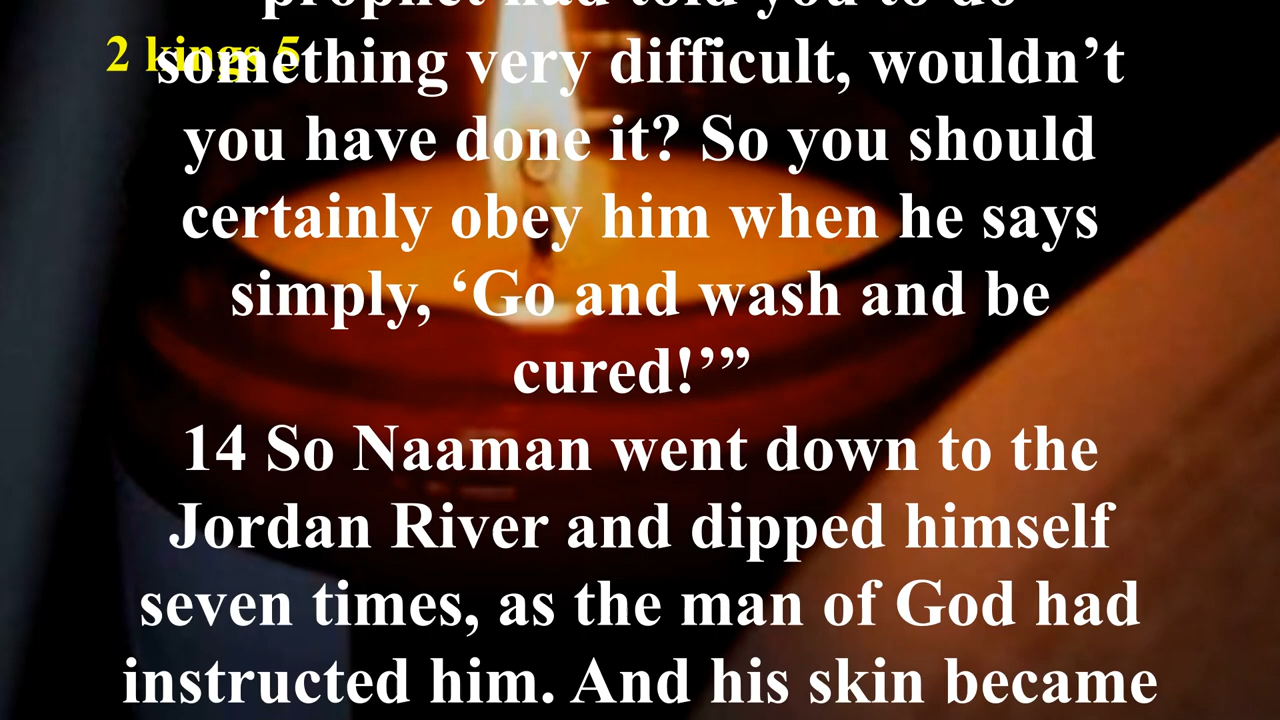 prophet had told you to do
2 kings 5
something very difficult, wouldn’t
you have done it? So you should
certainly obey him when he says
simply, ‘Go and wash and be
cured!’”
14 So Naaman went down to the
Jordan River and dipped himself
seven times, as the man of God had
instructed him. And his skin became